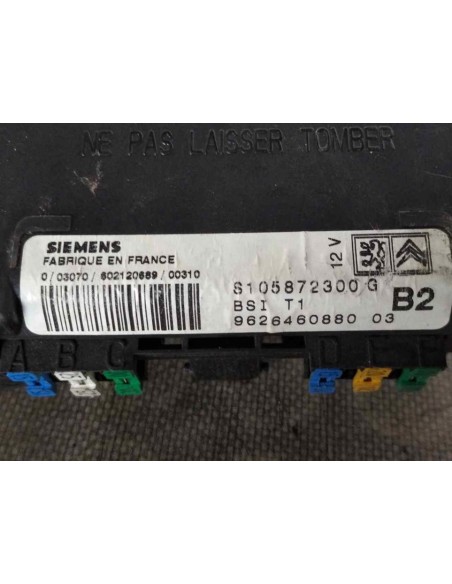 NE PAS LAISSER TOMBER
SIEMENS
FABRIQUE EN FRANCE
0 / 03070 / 602120689 / 00310
12 V
S105872300 G
BSI T1
B2
9626460880 03
A B C D E F